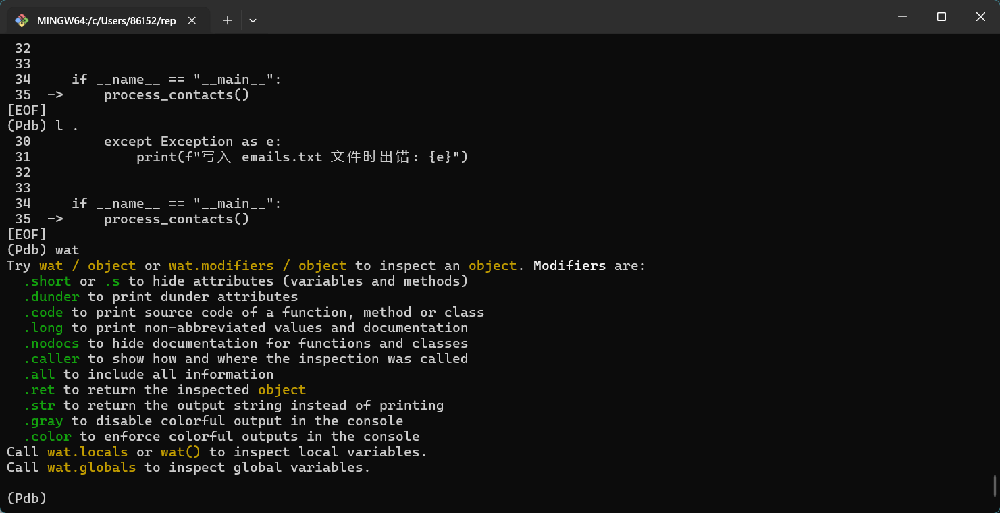 MINGW64:/c/Users/86152/rep
32
33
34     if __name__ == "__main__":
35  ->     process_contacts()
[EOF]
(Pdb) l .
30         except Exception as e:
31             print(f"写入 emails.txt 文件时出错: {e}")
32
33
34     if __name__ == "__main__":
35  ->     process_contacts()
[EOF]
(Pdb) wat
Try wat / object or wat.modifiers / object to inspect an object. Modifiers are:
  .short or .s to hide attributes (variables and methods)
  .dunder to print dunder attributes
  .code to print source code of a function, method or class
  .long to print non-abbreviated values and documentation
  .nodocs to hide documentation for functions and classes
  .caller to show how and where the inspection was called
  .all to include all information
  .ret to return the inspected object
  .str to return the output string instead of printing
  .gray to disable colorful output in the console
  .color to enforce colorful outputs in the console
Call wat.locals or wat() to inspect local variables.
Call wat.globals to inspect global variables.
(Pdb)